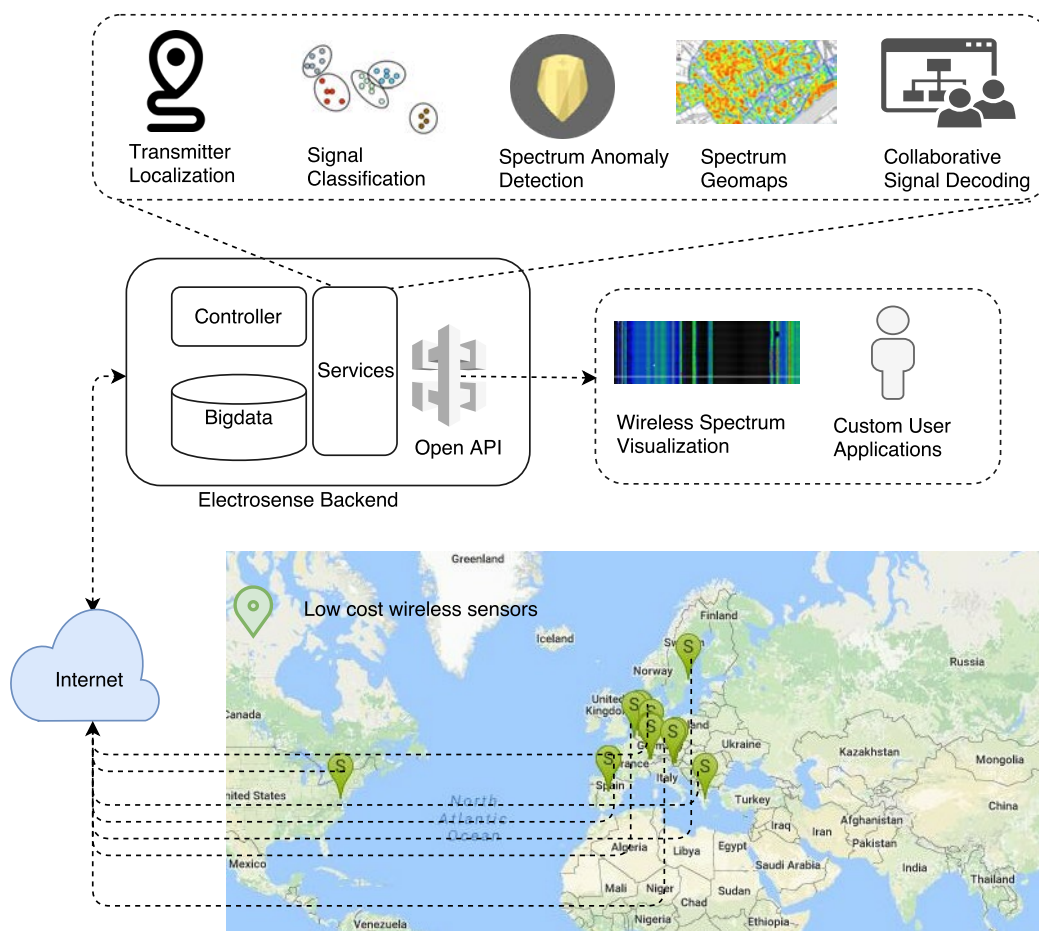 Transmitter
Localization
Signal
Classification
Spectrum Anomaly
Detection
Spectrum
Geomaps
Collaborative
Signal Decoding
Controller
Bigdata
Services
Open API
Electrosense Backend
Wireless Spectrum
Visualization
Custom User
Applications
Internet
Low cost wireless sensors
Greenland
Iceland
Finland
Norway
Russia
United
Kingdom
Canada
Ukraine
Kazakhstan
Mongolia
Italy
Spain
Turkey
China
North
Atlantic
Ocean
Iraq
Iran
Afghanistan
Pakistan
Algeria
Libya
Egypt
Saudi Arabia
India
Mexico
Mali
Niger
Sudan
Chad
Thailand
Nigeria
Ethiopia
Venezuela
S
S
S
S
S
S
S
S